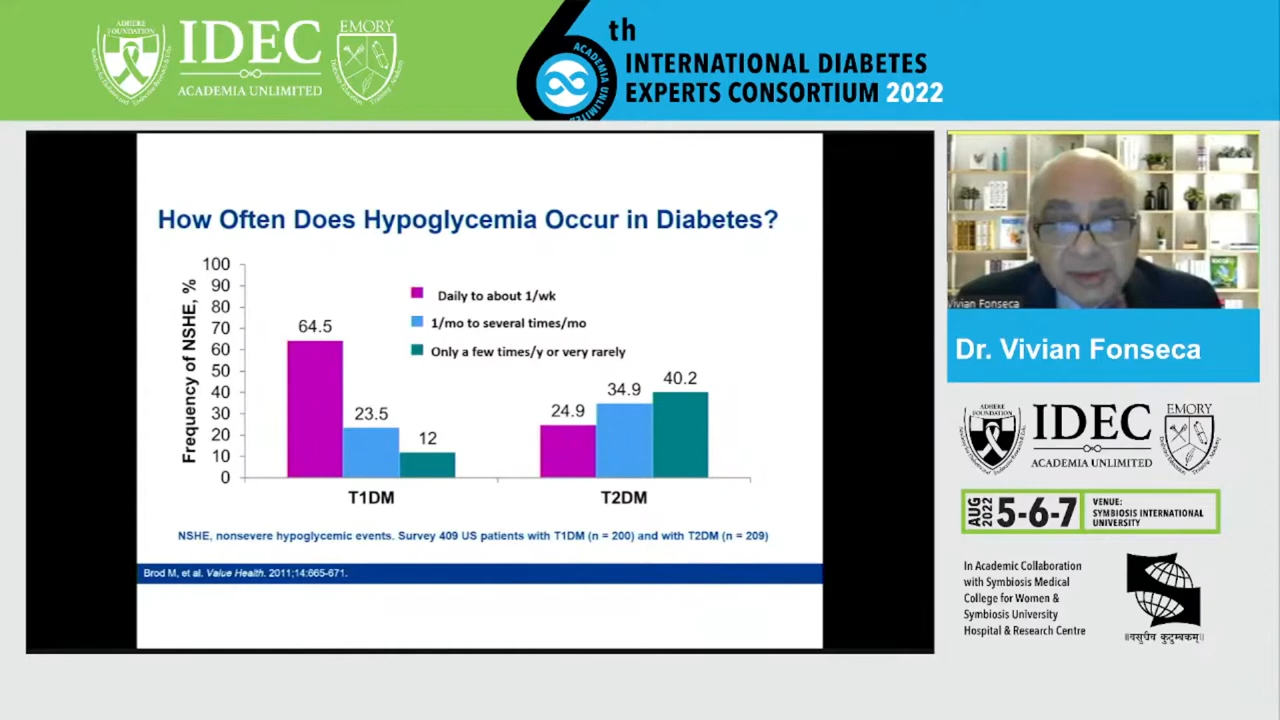 ADHERE
FOUNDATION
IDEC
ACADEMIA UNLIMITED
EMORY
6th
ACADEMIA UNLIMITED
INTERNATIONAL DIABETES
EXPERTS CONSORTIUM 2022
How Often Does Hypoglycemia Occur in Diabetes?
Frequency of NSHE, %
100
90
80
70
60
50
40
30
20
10
0
Daily to about 1/wk
1/mo to several times/mo
Only a few times/y or very rarely
64.5
23.5
12
24.9
34.9
40.2
T1DM
T2DM
NSHE, nonsevere hypoglycemic events. Survey 409 US patients with T1DM (n = 200) and with T2DM (n = 209)
Brod M, et al. Value Health. 2011;14:665-671.
Vivian Fonseca
Dr. Vivian Fonseca
ADHERE
FOUNDATION
IDEC
ACADEMIA UNLIMITED
EMORY
AUG 2022
5-6-7
VENUE:
SYMBIOSIS INTERNATIONAL
UNIVERSITY
In Academic Collaboration
with Symbiosis Medical
College for Women &
Symbiosis University
Hospital & Research Centre
॥वसुधैव कुटुम्बकम्॥